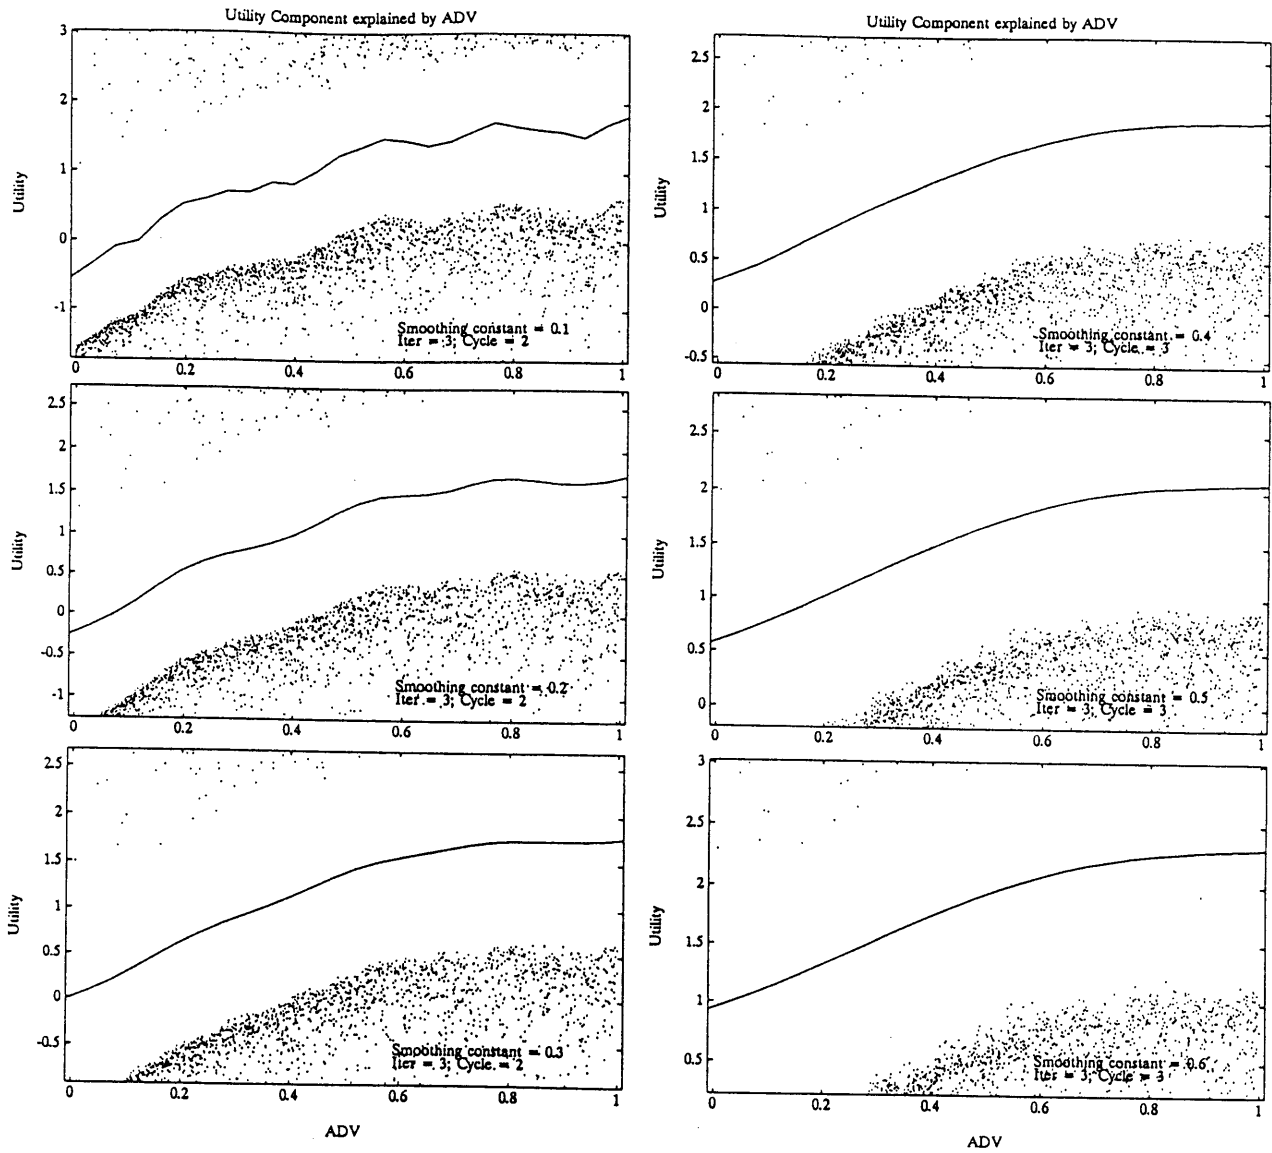 Utility Component explained by ADV
3
2
1
0
-1
Utility
Smoothing constant = 0.1
Iter = 3; Cycle = 2
0 0.2 0.4 0.6 0.8 1
2.5
2
1.5
1
0.5
0
-0.5
-1
Utility
Smoothing constant = 0.2
Iter = 3; Cycle = 2
0 0.2 0.4 0.6 0.8 1
2.5
2
1.5
1
0.5
0
-0.5
Utility
Smoothing constant = 0.3
Iter = 3; Cycle = 2
0 0.2 0.4 0.6 0.8 1
ADV
Utility Component explained by ADV
2.5
2
1.5
1
0.5
0
-0.5
Utility
Smoothing constant = 0.4
Iter = 3; Cycle = 3
0 0.2 0.4 0.6 0.8 1
2.5
2
1.5
1
0.5
0
Utility
Smoothing constant = 0.5
Iter = 3; Cycle = 3
0 0.2 0.4 0.6 0.8 1
3
2.5
2
1.5
1
0.5
Utility
Smoothing constant = 0.6
Iter = 3; Cycle = 3
0 0.2 0.4 0.6 0.8 1
ADV